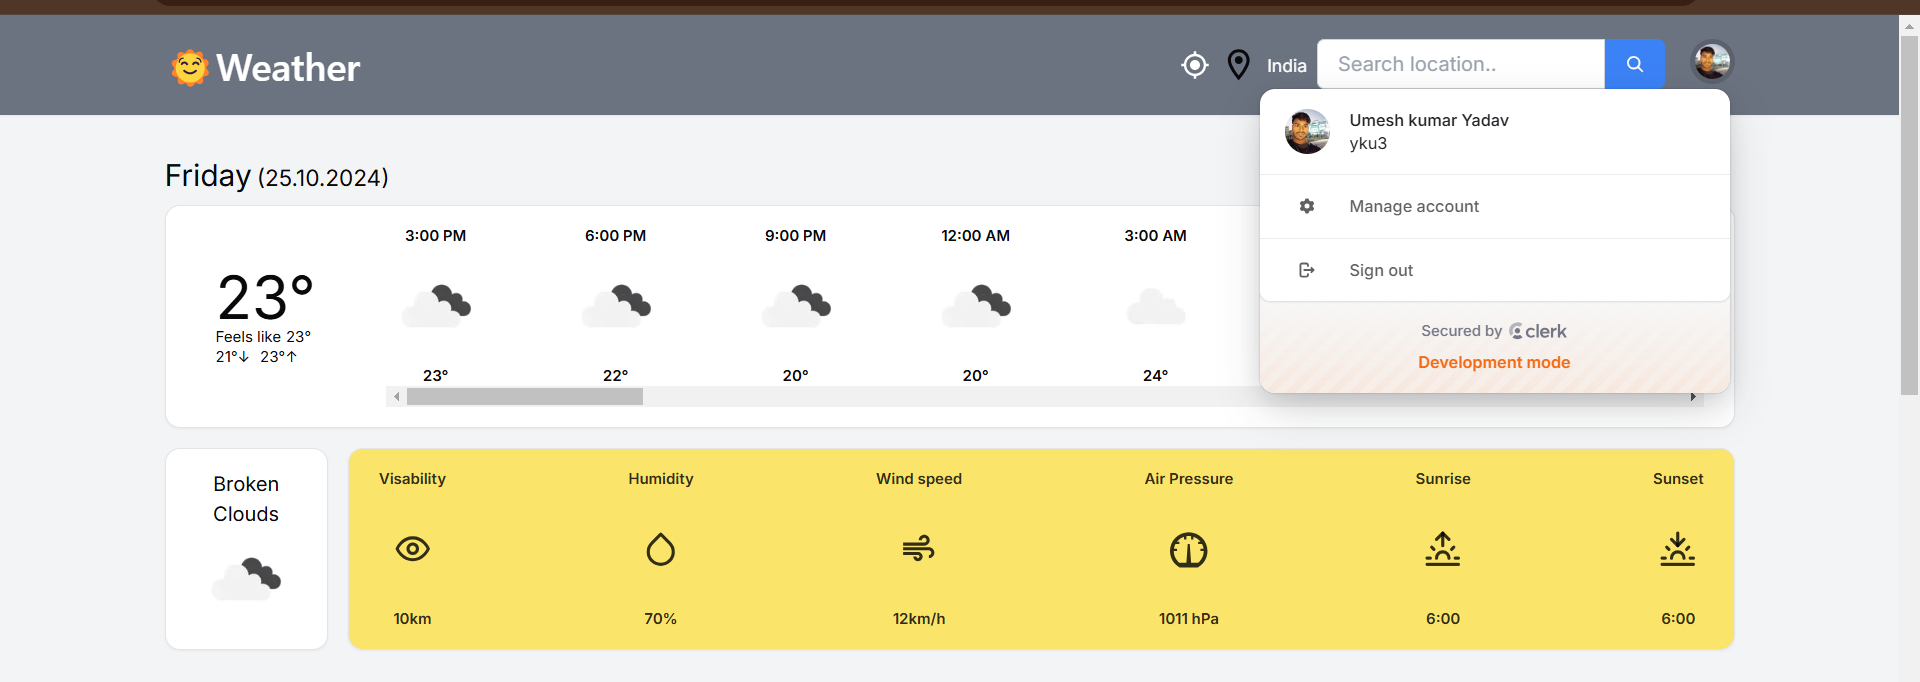 Weather
India
Search location..
Umesh kumar Yadav
yku3
Manage account
Sign out
Secured by clerk
Development mode
Friday (25.10.2024)
3:00 PM 6:00 PM 9:00 PM 12:00 AM 3:00 AM
23°
Feels like 23°
21°↓ 23°↑
23° 22° 20° 20° 24°
Broken
Clouds
Visability Humidity Wind speed Air Pressure Sunrise Sunset
10km 70% 12km/h 1011 hPa 6:00 6:00